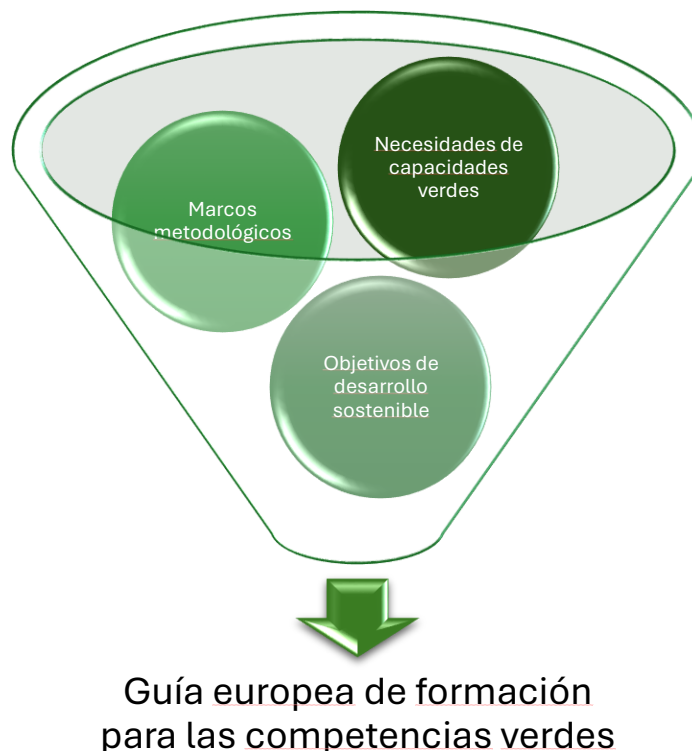 Necesidades de
capacidades
verdes
Marcos
metodológicos
Objetivos de
desarrollo
sostenible
Guía europea de formación
para las competencias verdes